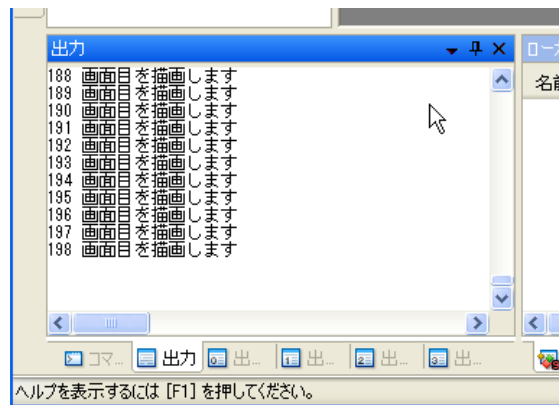 出力
ローカ
188 画面目を描画します
名前
189 画面目を描画します
190 画面目を描画します
191 画面目を描画します
192 画面目を描画します
193 画面目を描画します
194 画面目を描画します
195 画面目を描画します
196 画面目を描画します
197 画面目を描画します
198 画面目を描画します
コマ... 出力 0 出... 1 出... 2 出... 3 出...
ヘルプを表示するには [F1] を押してください。